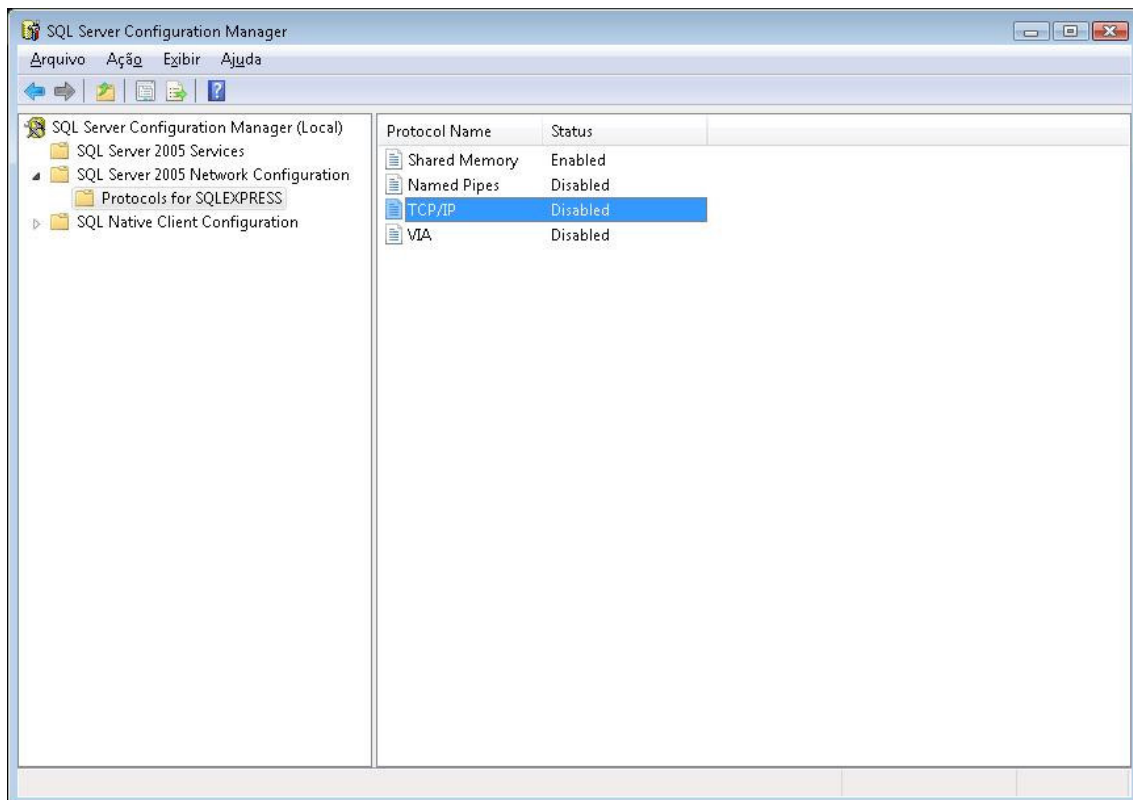 SQL Server Configuration Manager
Arquivo Ação Exibir Ajuda
SQL Server Configuration Manager (Local)
SQL Server 2005 Services
SQL Server 2005 Network Configuration
Protocols for SQLEXPRESS
SQL Native Client Configuration
Protocol Name Status
Shared Memory Enabled
Named Pipes Disabled
TCP/IP Disabled
VIA Disabled